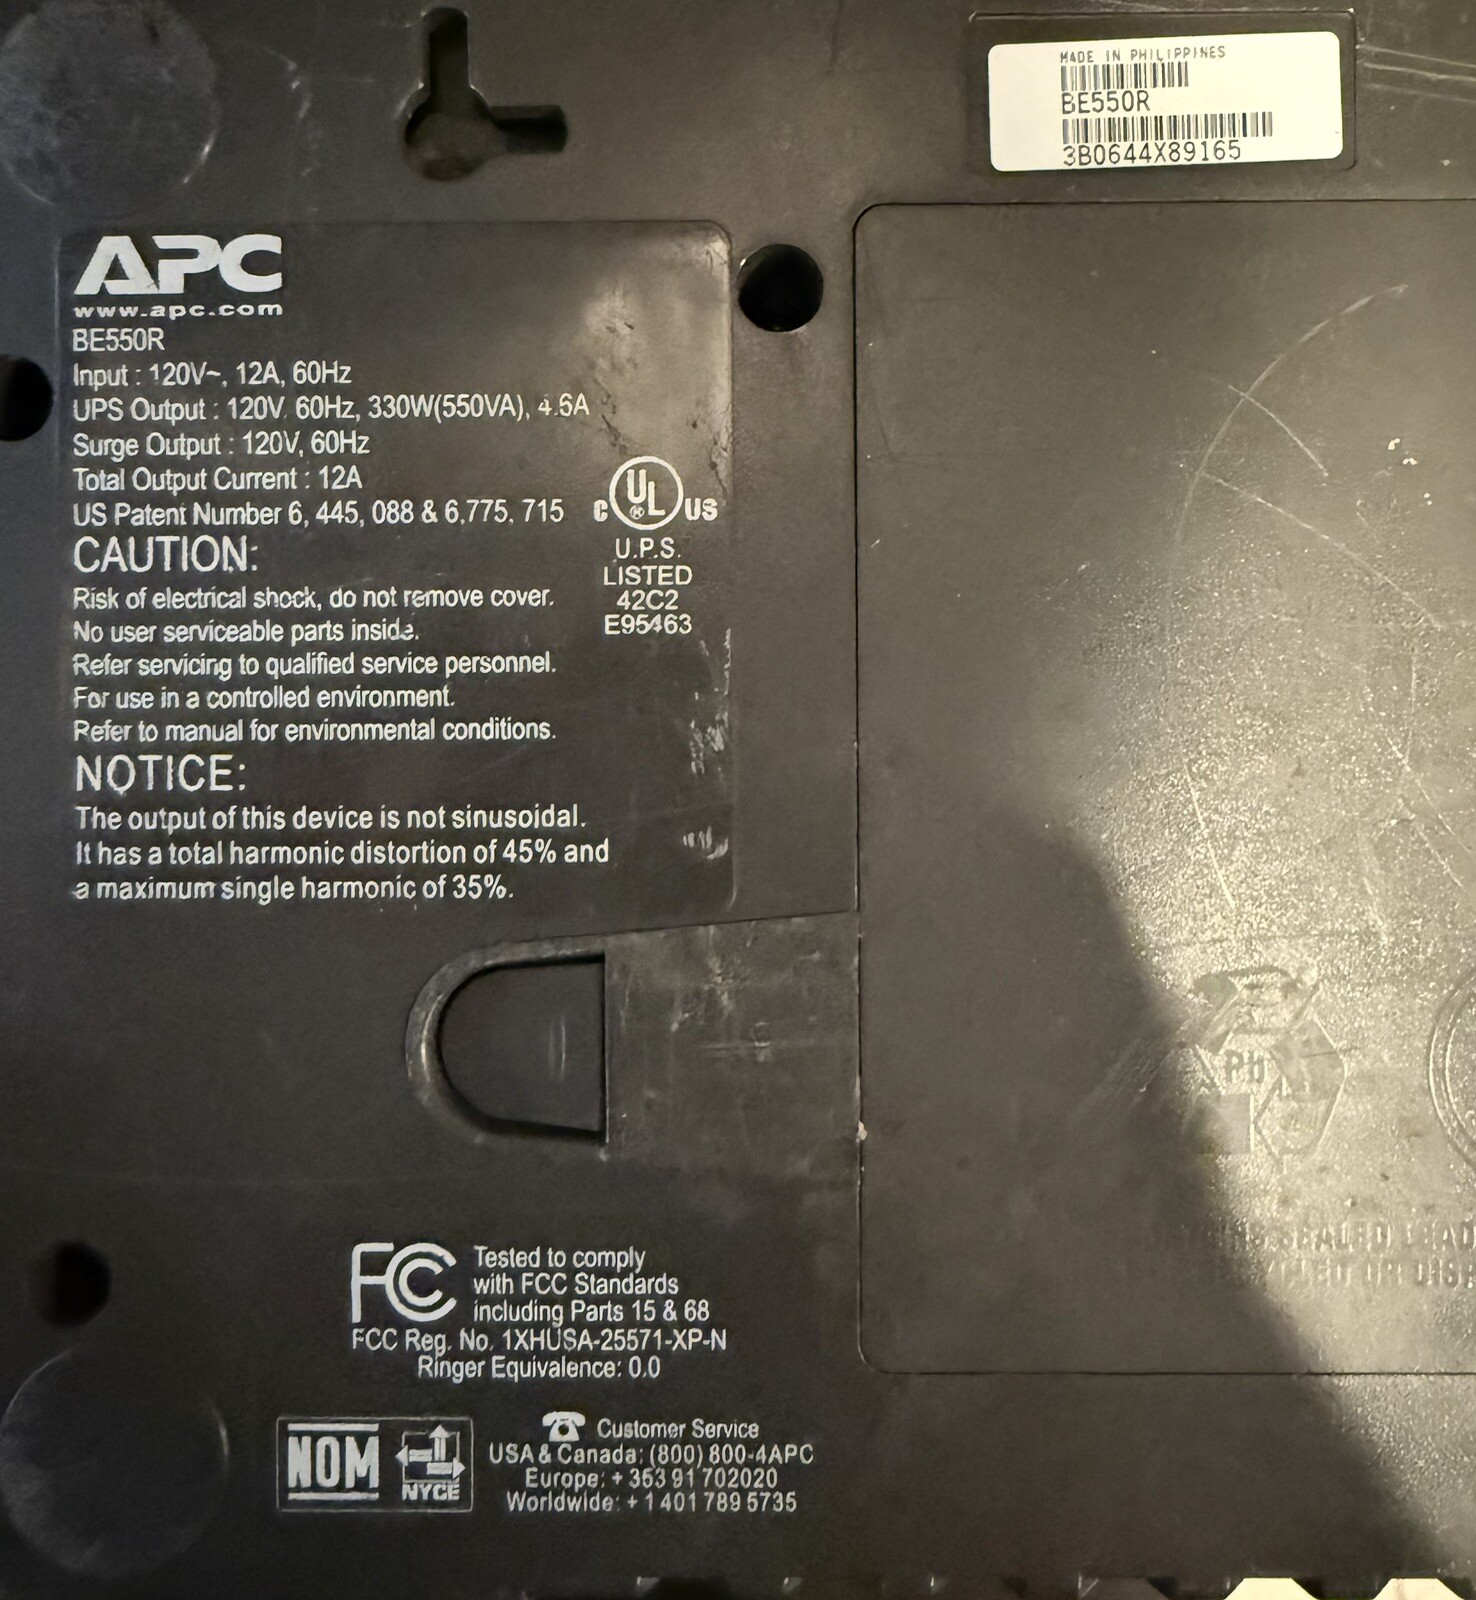 MADE IN PHILIPPINES
BE550R
3B0644X89165
APC
www.apc.com
BE550R
Input : 120V~, 12A, 60Hz
UPS Output : 120V, 60Hz, 330W(550VA), 4.6A
Surge Output : 120V, 60Hz
Total Output Current : 12A
US Patent Number 6, 445, 088 & 6,775, 715
C UL US
U.P.S.
LISTED
42C2
E95463
CAUTION:
Risk of electrical shock, do not remove cover.
No user serviceable parts inside.
Refer servicing to qualified service personnel.
For use in a controlled environment.
Refer to manual for environmental conditions.
NOTICE:
The output of this device is not sinusoidal.
It has a total harmonic distortion of 45% and
a maximum single harmonic of 35%.
Pb
SEALED LEAD
FC Tested to comply
with FCC Standards
including Parts 15 & 68
FCC Reg. No. 1XHUSA-25571-XP-N
Ringer Equivalence: 0.0
NOM
NYCE
Customer Service
USA & Canada: (800) 800-4APC
Europe: + 353 91 702020
Worldwide: + 1 401 789 5735